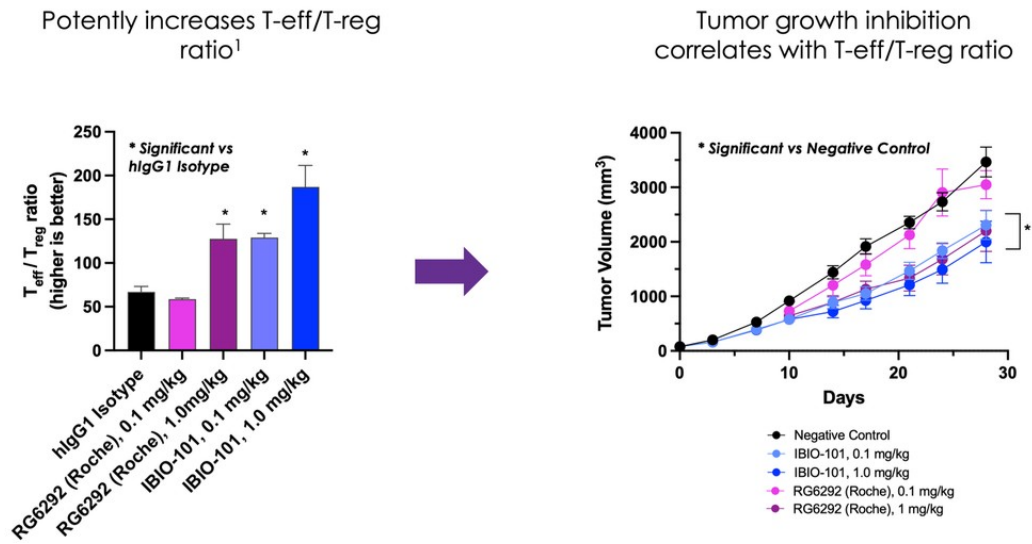 Potently increases T-eff/T-reg
ratio1
Tumor growth inhibition
correlates with T-eff/T-reg ratio
* Significant vs
hIgG1 Isotype
Teff / Treg ratio
(higher is better)
250
200
150
100
50
0
hIgG1 Isotype
RG6292 (Roche), 0.1 mg/kg
RG6292 (Roche), 1.0mg/kg
IBIO-101, 0.1 mg/kg
IBIO-101, 1.0 mg/kg
*
*
*
* Significant vs Negative Control
Tumor Volume (mm3)
4000
3000
2000
1000
0
0
10
20
30
Days
*
Negative Control
IBIO-101, 0.1 mg/kg
IBIO-101, 1.0 mg/kg
RG6292 (Roche), 0.1 mg/kg
RG6292 (Roche), 1 mg/kg